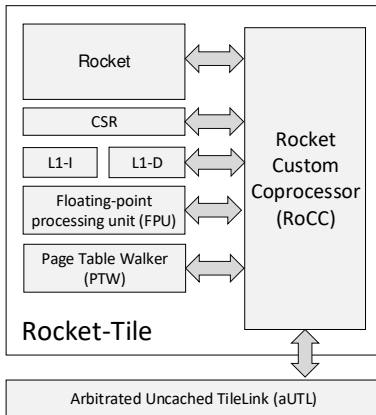 Rocket
CSR
L1-I
L1-D
Floating-point
processing unit (FPU)
Page Table Walker
(PTW)
Rocket
Custom
Coprocessor
(RoCC)
Rocket-Tile
Arbitrated Uncached TileLink (aUTL)